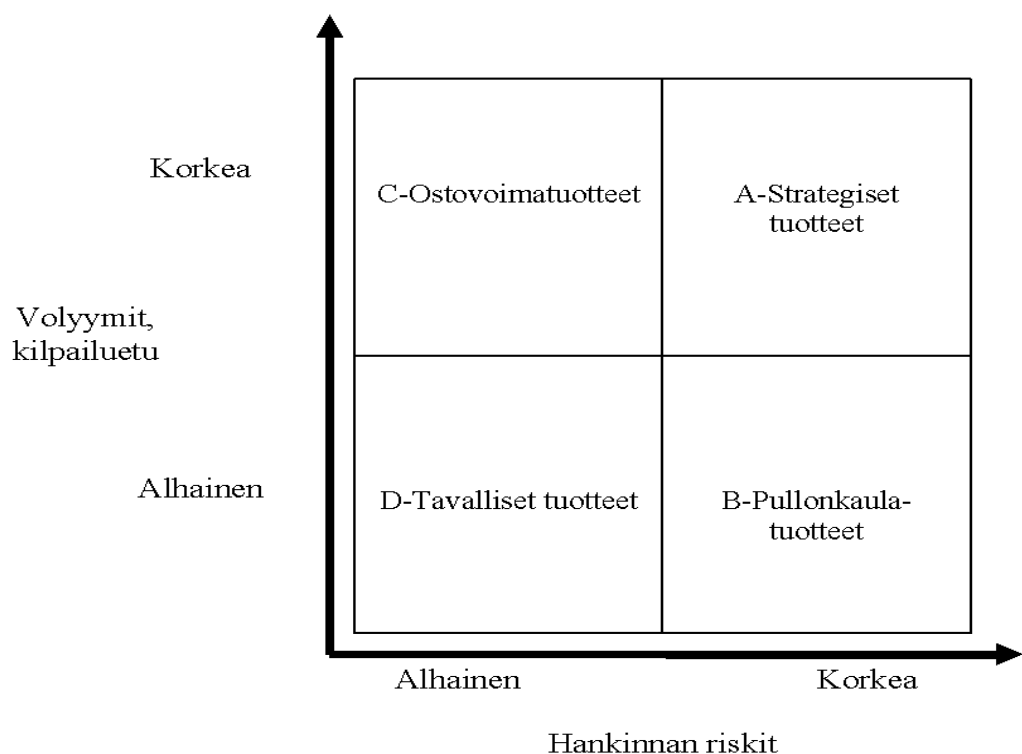 Korkea
C-Ostovoimatuotteet
A-Strategiset
tuotteet
Volyymit,
kilpailuetu
Alhainen
D-Tavalliset tuotteet
B-Pullonkaula-
tuotteet
Alhainen
Korkea
Hankinnan riskit